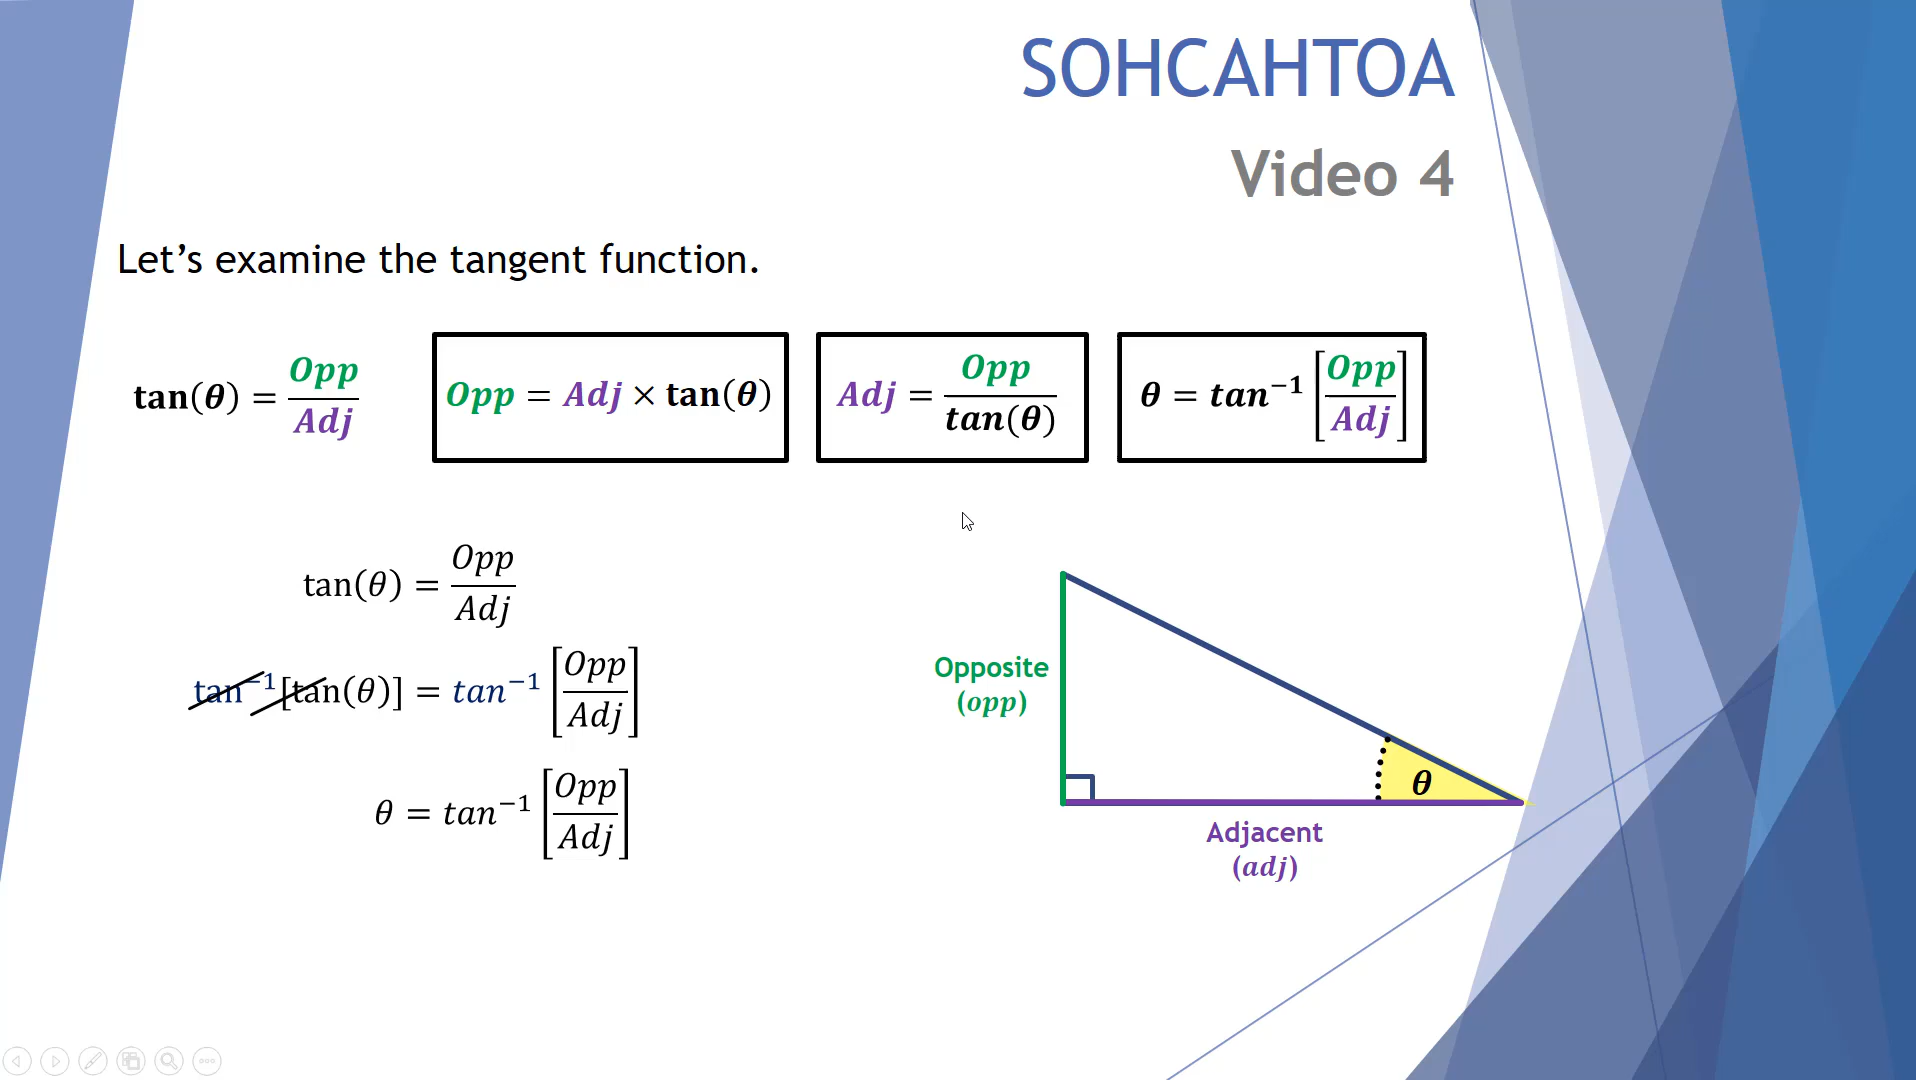 SOHCAHTOA
Video 4
Let’s examine the tangent function.
tan(θ) = Opp/Adj
Opp = Adj × tan(θ)
Adj = Opp/tan(θ)
θ = tan⁻¹ [Opp/Adj]
tan(θ) = Opp/Adj
tan⁻¹[tan(θ)] = tan⁻¹ [Opp/Adj]
θ = tan⁻¹ [Opp/Adj]
Opposite
(opp)
θ
Adjacent
(adj)